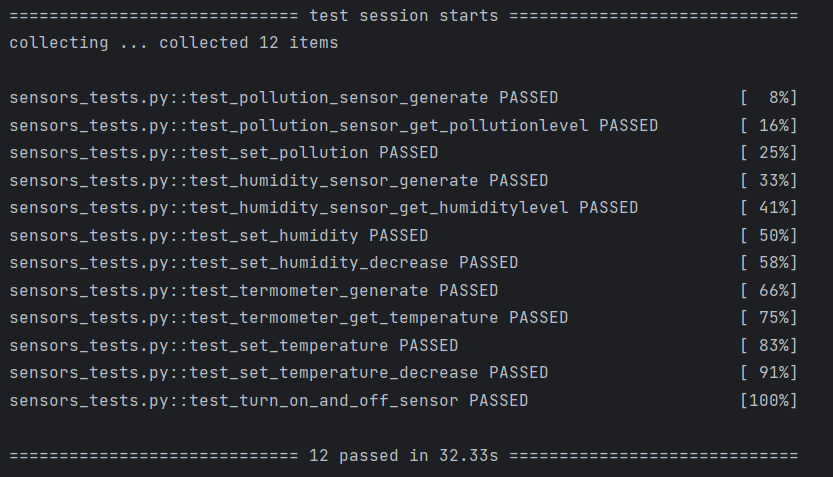 ============================= test session starts =============================
collecting ... collected 12 items
sensors_tests.py::test_pollution_sensor_generate PASSED                  [  8%]
sensors_tests.py::test_pollution_sensor_get_pollutionlevel PASSED        [ 16%]
sensors_tests.py::test_set_pollution PASSED                              [ 25%]
sensors_tests.py::test_humidity_sensor_generate PASSED                   [ 33%]
sensors_tests.py::test_humidity_sensor_get_humiditylevel PASSED          [ 41%]
sensors_tests.py::test_set_humidity PASSED                               [ 50%]
sensors_tests.py::test_set_humidity_decrease PASSED                      [ 58%]
sensors_tests.py::test_termometer_generate PASSED                        [ 66%]
sensors_tests.py::test_termometer_get_temperature PASSED                 [ 75%]
sensors_tests.py::test_set_temperature PASSED                            [ 83%]
sensors_tests.py::test_set_temperature_decrease PASSED                   [ 91%]
sensors_tests.py::test_turn_on_and_off_sensor PASSED                     [100%]
============================= 12 passed in 32.33s =============================